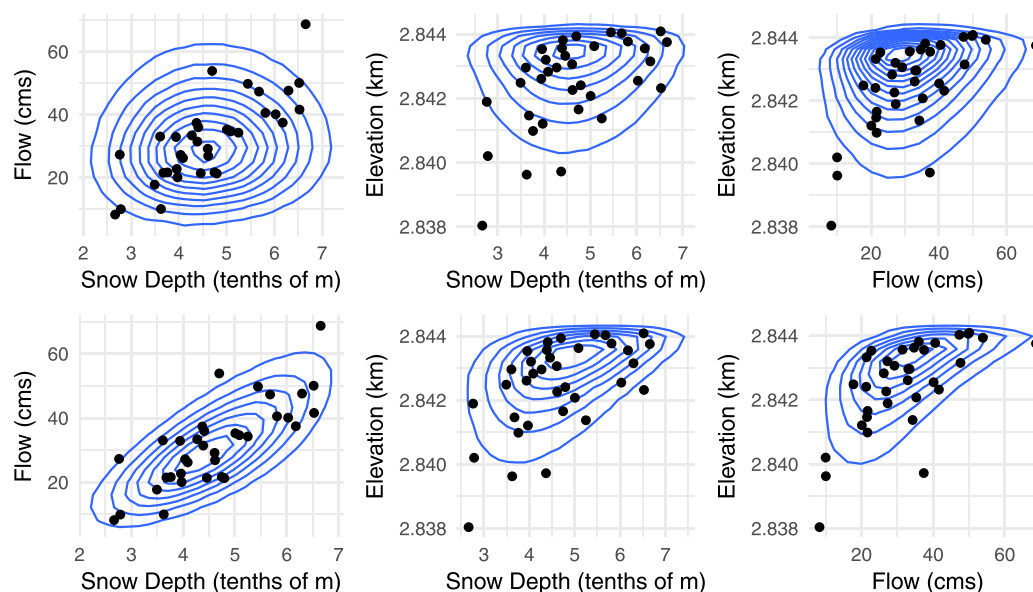 Flow (cms)
60
40
20
2 3 4 5 6 7
Snow Depth (tenths of m)
Elevation (km)
2.844
2.842
2.840
2.838
3 4 5 6 7
Snow Depth (tenths of m)
Elevation (km)
2.844
2.842
2.840
2.838
20 40 60
Flow (cms)
Flow (cms)
60
40
20
2 3 4 5 6 7
Snow Depth (tenths of m)
Elevation (km)
2.844
2.842
2.840
2.838
3 4 5 6 7
Snow Depth (tenths of m)
Elevation (km)
2.844
2.842
2.840
2.838
20 40 60
Flow (cms)